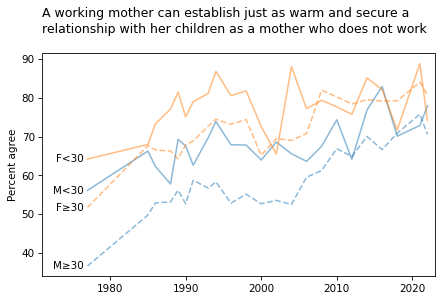 A working mother can establish just as warm and secure a
relationship with her children as a mother who does not work
90
80
70
60
50
40
Percent agree
F<30
M<30
F≥30
M≥30
1980
1990
2000
2010
2020